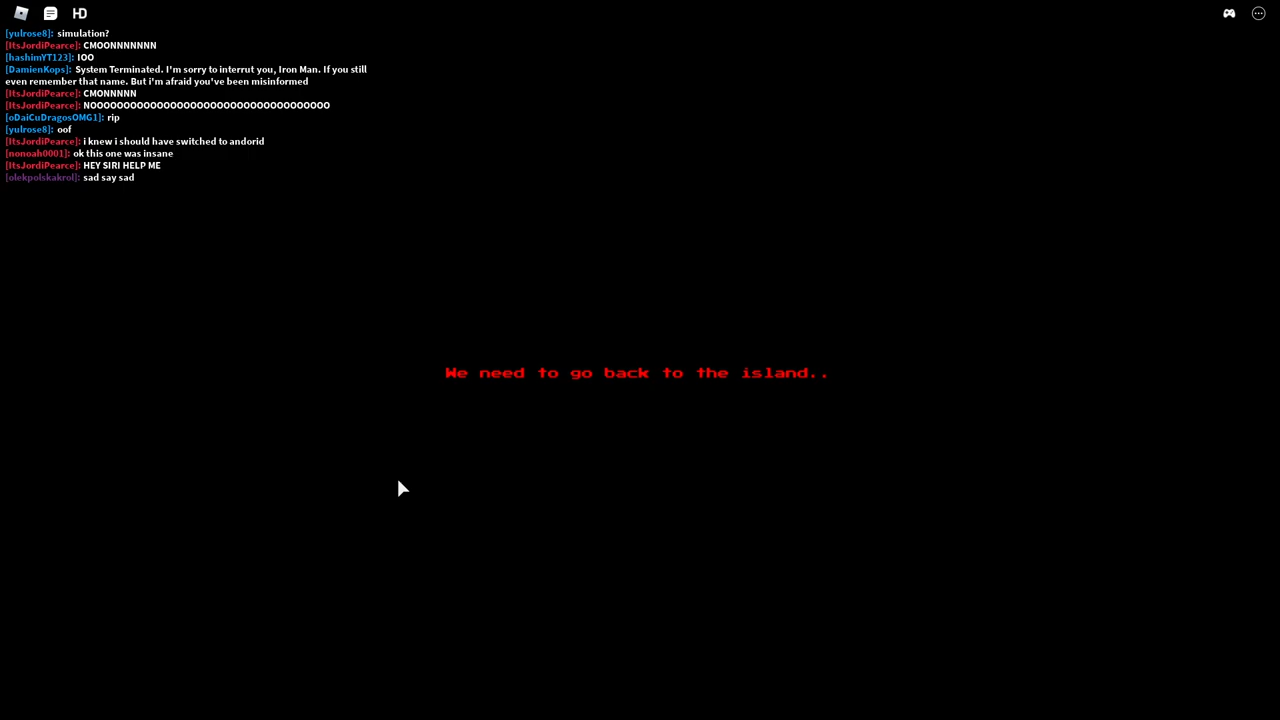 HD
[yulrose8]: simulation?
[ItsJordiPearce]: CMOONNNNNNN
[hashimYT123]: IOO
[DamienKops]: System Terminated. I'm sorry to interrut you, Iron Man. If you still
even remember that name. But i'm afraid you've been misinformed
[ItsJordiPearce]: CMONNNNN
[ItsJordiPearce]: NOOOOOOOOOOOOOOOOOOOOOOOOOOOOOOOOOOOO
[oDaiCuDragosOMG1]: rip
[yulrose8]: oof
[ItsJordiPearce]: i knew i should have switched to andorid
[nonoah0001]: ok this one was insane
[ItsJordiPearce]: HEY SIRI HELP ME
[olekpolskakrol]: sad say sad
We need to go back to the island..